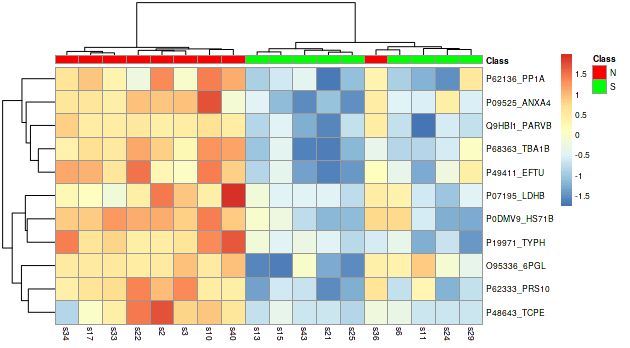 Class
P62136_PP1A
P09525_ANXA4
Q9HBI1_PARVB
P68363_TBA1B
P49411_EFTU
P07195_LDHB
P0DMV9_HS71B
P19971_TYPH
O95336_6PGL
P62333_PRS10
P48643_TCPE
s34 s17 s33 s22 s2 s3 s10 s40 s13 s15 s43 s21 s25 s36 s6 s11 s24 s29
1.5
1
0.5
0
-0.5
-1
-1.5
Class
N
S